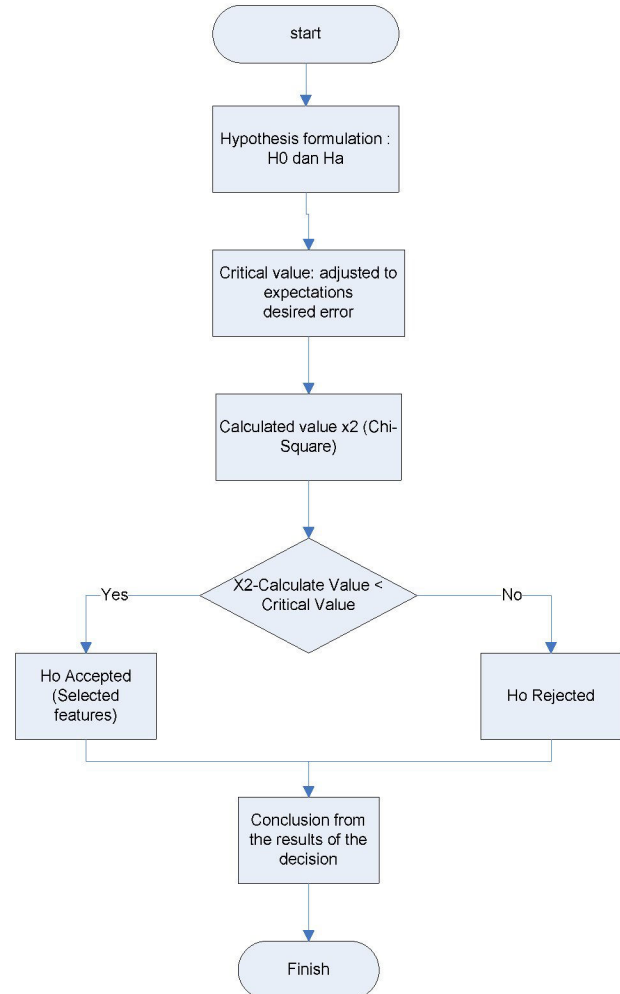 start
Hypothesis formulation :
H0 dan Ha
Critical value: adjusted to
expectations
desired error
Calculated value x2 (Chi-
Square)
X2-Calculate Value <
Critical Value
Yes
No
Ho Accepted
(Selected
features)
Ho Rejected
Conclusion from
the results of the
decision
Finish